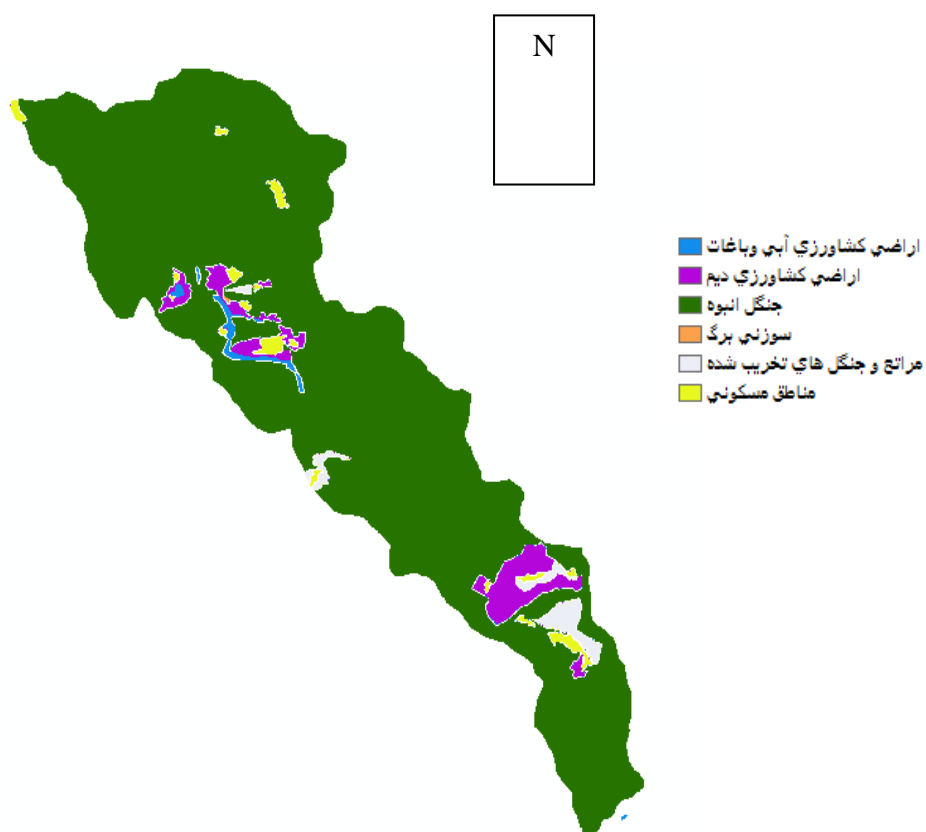 N
اراضي كشاورزي آبي وباغات
اراضي كشاورزي ديم
جنگل انبوه
سوزني برگ
مراتع و جنگل هاي تخريب شده
مناطق مسكوني